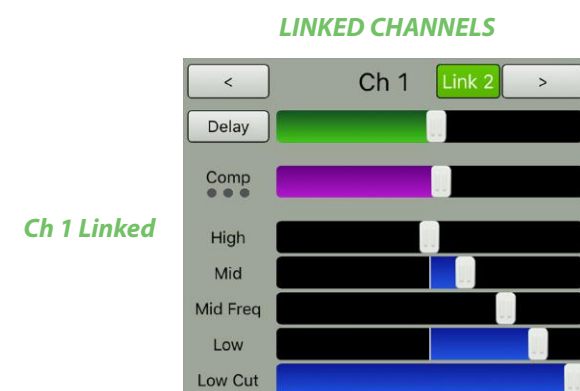 LINKED CHANNELS
< Ch 1 Link 2 >
Delay
Comp
Ch 1 Linked
High
Mid
Mid Freq
Low
Low Cut